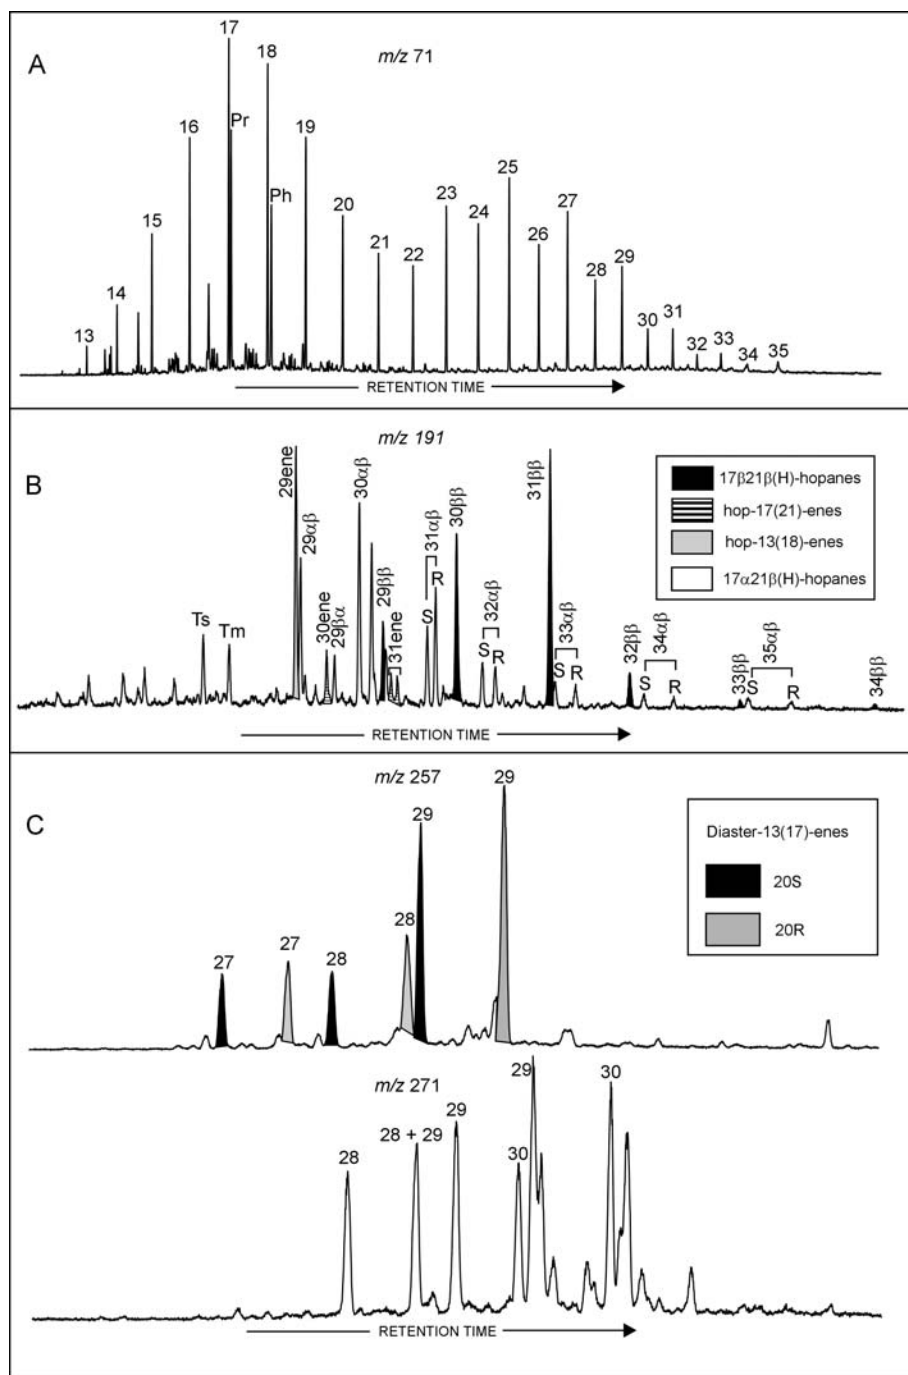 A
m/z 71
13
14
15
16
17
Pr
18
Ph
19
20
21
22
23
24
25
26
27
28
29
30
31
32
33
34
35
RETENTION TIME
B
m/z 191
Ts
Tm
29ene
29αβ
30ene
29βα
30αβ
29ββ
31ene
S
R
31αβ
30ββ
S
R
32αβ
31ββ
S
R
33αβ
32ββ
S
R
34αβ
33ββ
S
R
35αβ
34ββ
17β21β(H)-hopanes
hop-17(21)-enes
hop-13(18)-enes
17α21β(H)-hopanes
RETENTION TIME
C
m/z 257
27
27
28
28
29
29
Diaster-13(17)-enes
20S
20R
m/z 271
28
28 + 29
29
30
29
30
RETENTION TIME